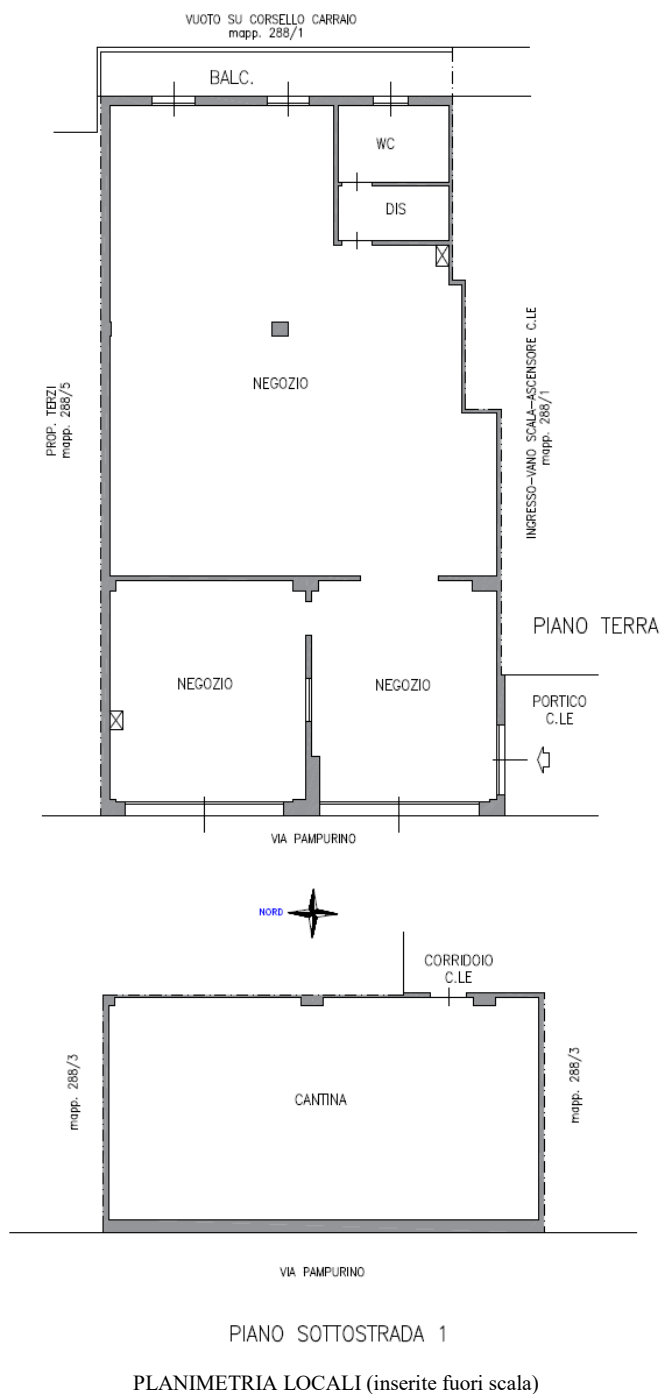 VUOTO SU CORSELLO CARRAIO
mapp. 288/1
BALC.
WC
DIS
NEGOZIO
PROP. TERZI
mapp. 288/5
INGRESSO-VANO SCALA-ASCENSORE C.LE
mapp. 288/1
PIANO TERRA
NEGOZIO
NEGOZIO
PORTICO
C.LE
VIA PAMPURINO
NORD
CORRIDOIO
C.LE
mapp. 288/3
CANTINA
mapp. 288/3
VIA PAMPURINO
PIANO SOTTOSTRADA 1
PLANIMETRIA LOCALI (inserite fuori scala)